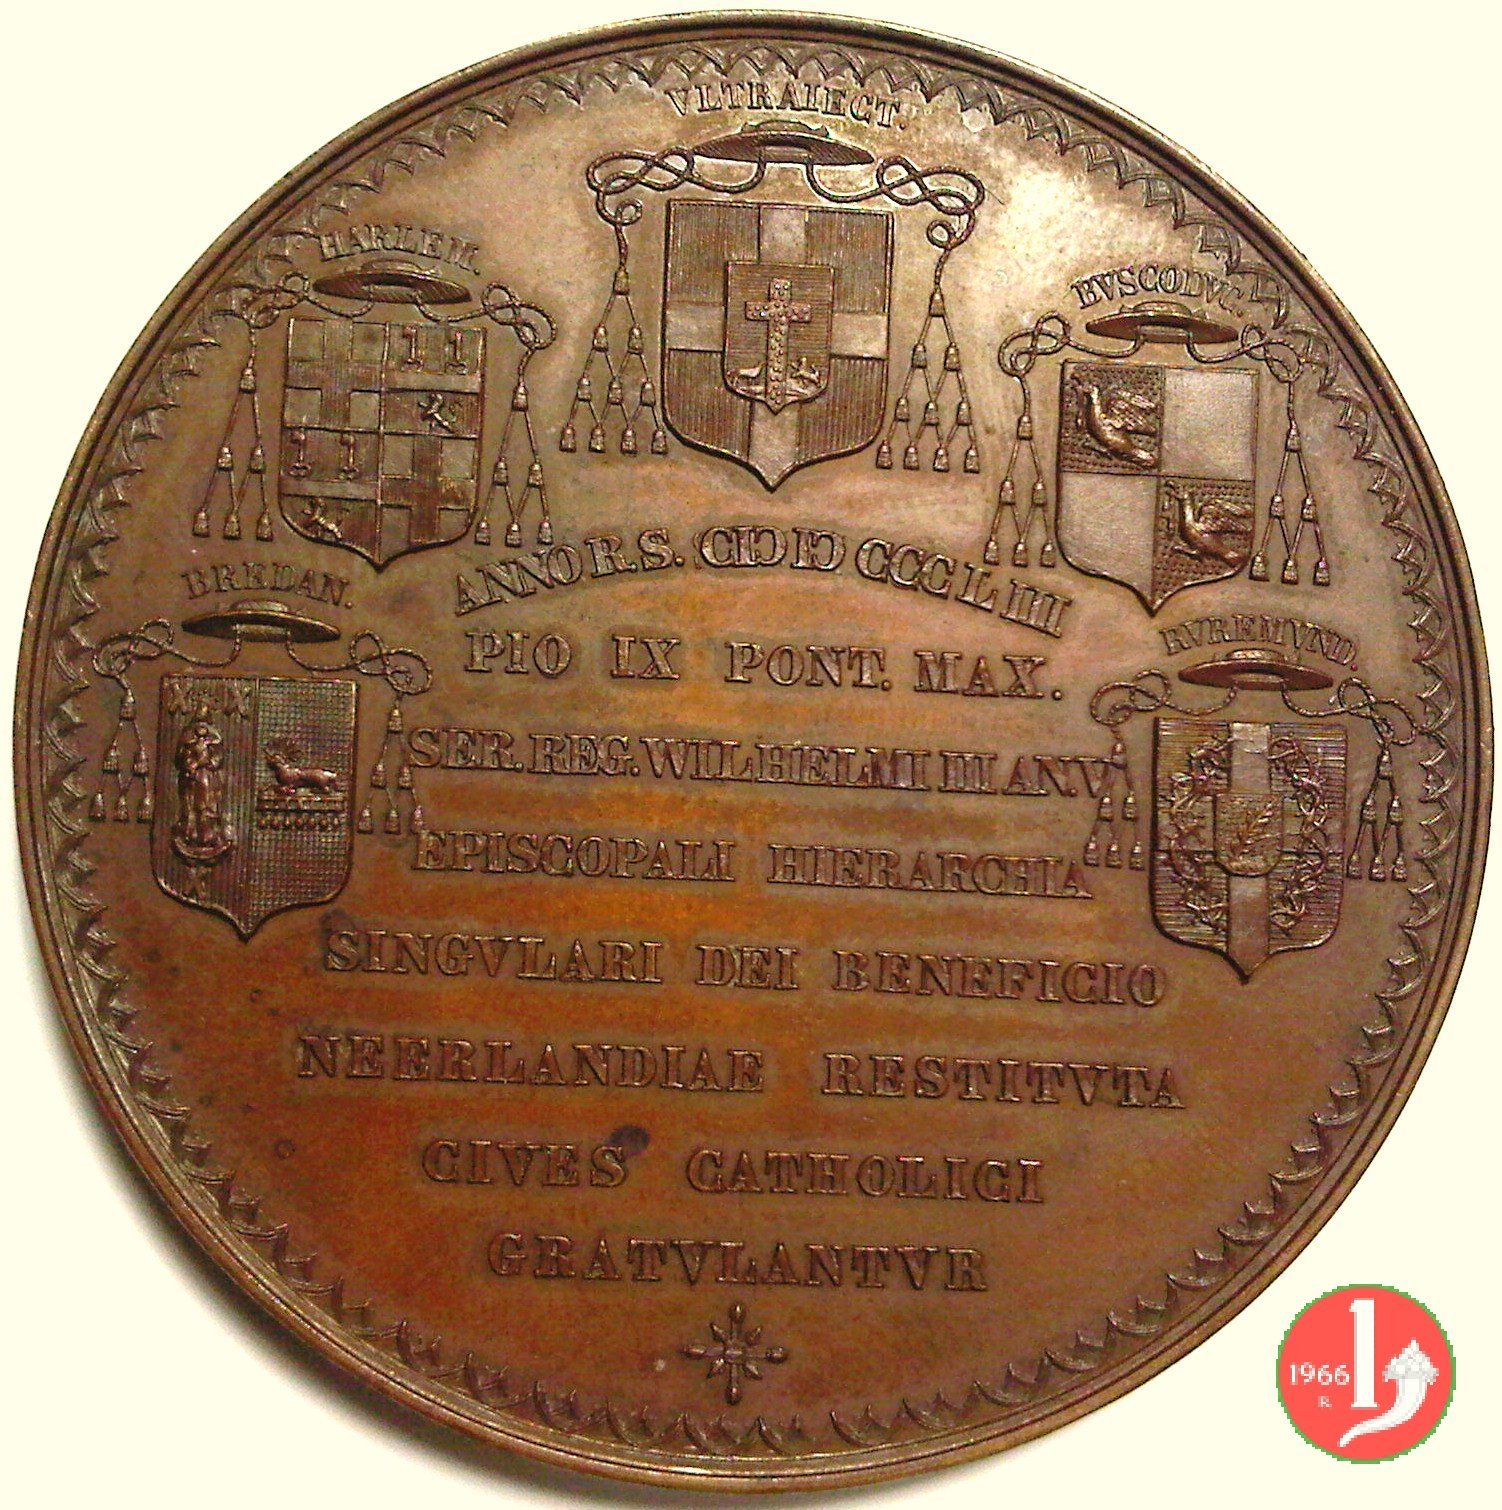 VLTRAIECT.
HARLEM.
BVSCODVC.
BREDAN.
RVREMVND.
ANNO R. S. CIƆIƆCCCLIII
PIO IX PONT. MAX.
SER. REG. WILHELMI III AN. V
EPISCOPALI HIERARCHIA
SINGVLARI DEI BENEFICIO
NEERLANDIAE RESTITVTA
CIVES CATHOLICI
GRATVLANTVR
1966
R
1